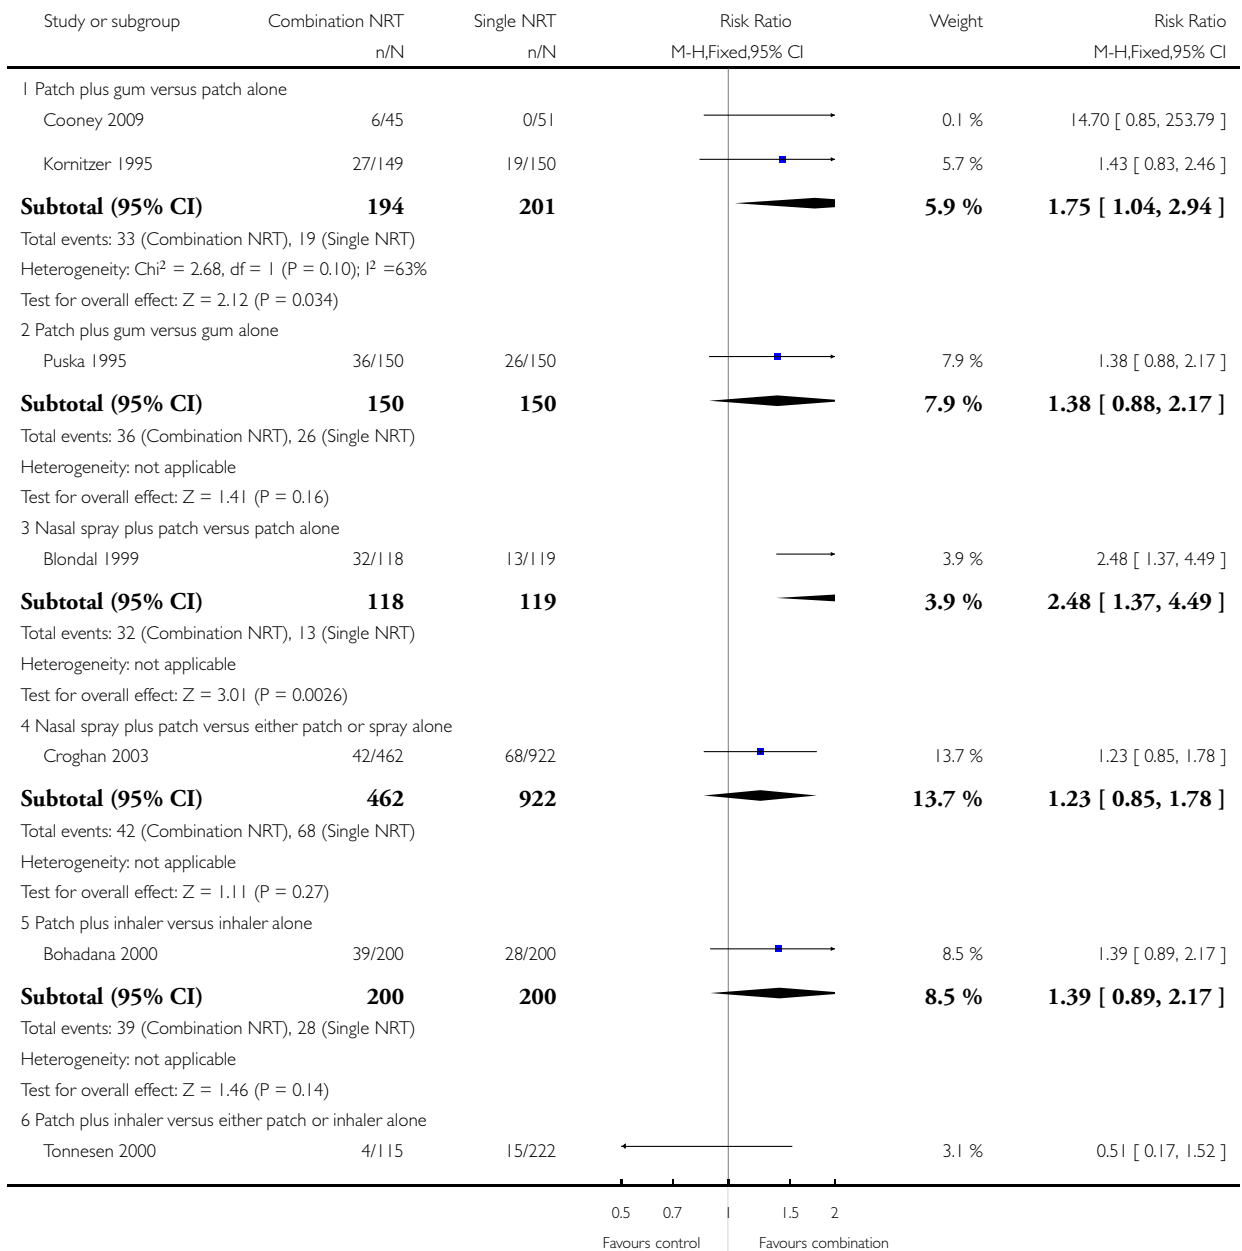 Study or subgroup Combination NRT Single NRT Risk Ratio Weight Risk Ratio
n/N n/N M-H,Fixed,95% CI M-H,Fixed,95% CI
1 Patch plus gum versus patch alone
Cooney 2009 6/45 0/51 0.1 % 14.70 [ 0.85, 253.79 ]
Kornitzer 1995 27/149 19/150 5.7 % 1.43 [ 0.83, 2.46 ]
Subtotal (95% CI) 194 201 5.9 % 1.75 [ 1.04, 2.94 ]
Total events: 33 (Combination NRT), 19 (Single NRT)
Heterogeneity: Chi² = 2.68, df = 1 (P = 0.10); I² =63%
Test for overall effect: Z = 2.12 (P = 0.034)
2 Patch plus gum versus gum alone
Puska 1995 36/150 26/150 7.9 % 1.38 [ 0.88, 2.17 ]
Subtotal (95% CI) 150 150 7.9 % 1.38 [ 0.88, 2.17 ]
Total events: 36 (Combination NRT), 26 (Single NRT)
Heterogeneity: not applicable
Test for overall effect: Z = 1.41 (P = 0.16)
3 Nasal spray plus patch versus patch alone
Blondal 1999 32/118 13/119 3.9 % 2.48 [ 1.37, 4.49 ]
Subtotal (95% CI) 118 119 3.9 % 2.48 [ 1.37, 4.49 ]
Total events: 32 (Combination NRT), 13 (Single NRT)
Heterogeneity: not applicable
Test for overall effect: Z = 3.01 (P = 0.0026)
4 Nasal spray plus patch versus either patch or spray alone
Croghan 2003 42/462 68/922 13.7 % 1.23 [ 0.85, 1.78 ]
Subtotal (95% CI) 462 922 13.7 % 1.23 [ 0.85, 1.78 ]
Total events: 42 (Combination NRT), 68 (Single NRT)
Heterogeneity: not applicable
Test for overall effect: Z = 1.11 (P = 0.27)
5 Patch plus inhaler versus inhaler alone
Bohadana 2000 39/200 28/200 8.5 % 1.39 [ 0.89, 2.17 ]
Subtotal (95% CI) 200 200 8.5 % 1.39 [ 0.89, 2.17 ]
Total events: 39 (Combination NRT), 28 (Single NRT)
Heterogeneity: not applicable
Test for overall effect: Z = 1.46 (P = 0.14)
6 Patch plus inhaler versus either patch or inhaler alone
Tonnesen 2000 4/115 15/222 3.1 % 0.51 [ 0.17, 1.52 ]
0.5 0.7 1 1.5 2
Favours control Favours combination